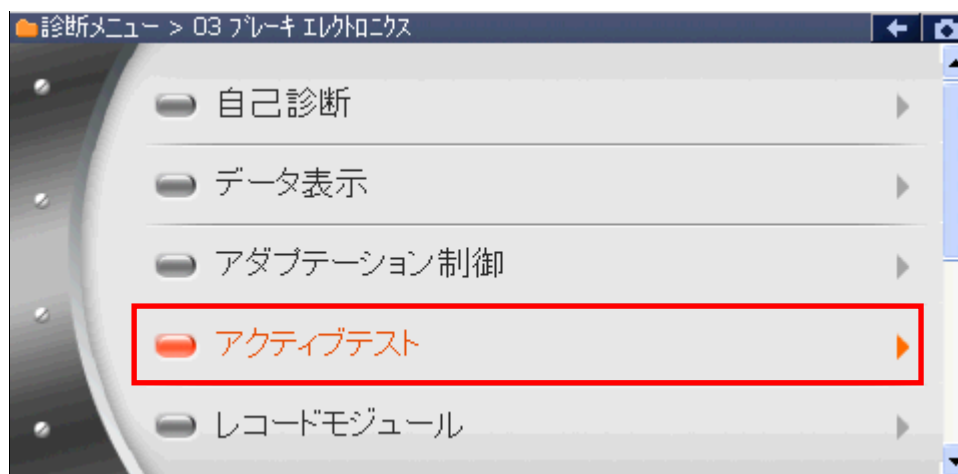 診断メニュー > 03 ﾌﾞﾚｰｷ ｴﾚｸﾄﾛﾆｸｽ
自己診断
データ表示
アダプテーション制御
アクティブテスト
レコードモジュール